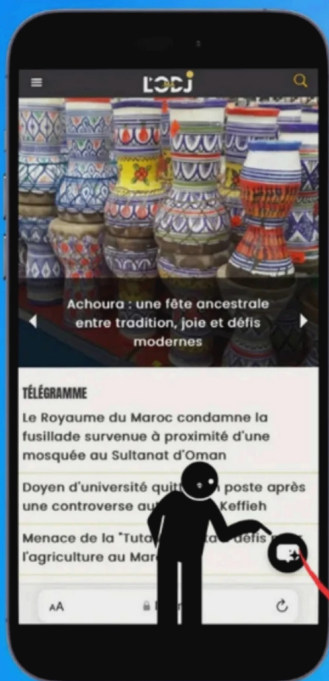 L'ODJ
Achoura : une fête ancestrale
entre tradition, joie et défis
modernes
TÉLÉGRAMME
Le Royaume du Maroc condamne la
fusillade survenue à proximité d'une
mosquée au Sultanat d'Oman
Doyen d'université poste après
une controverse Keffieh
Menace de la "Tuta défis
l'agriculture au
AA